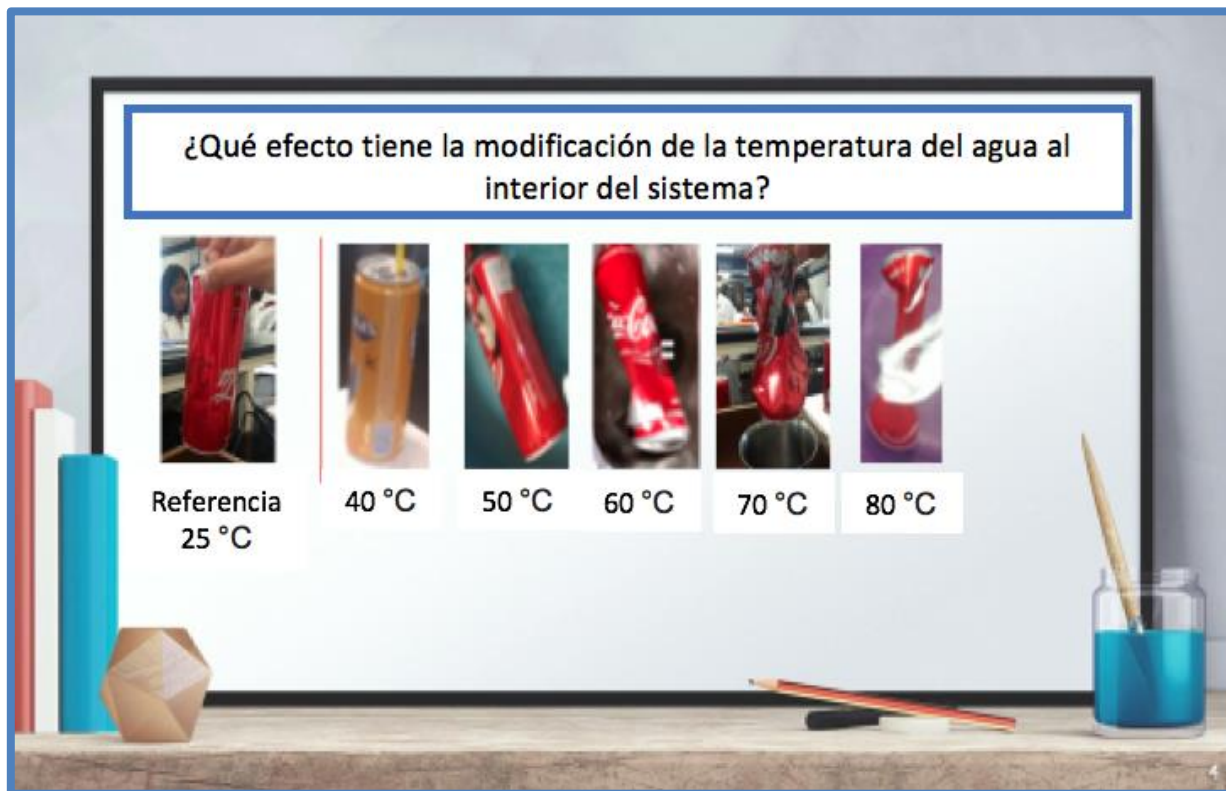 ¿Qué efecto tiene la modificación de la temperatura del agua al
interior del sistema?
Referencia
25 °C
40 °C
50 °C
60 °C
70 °C
80 °C
4